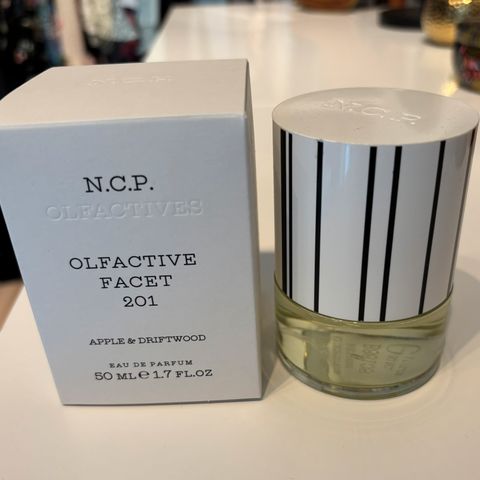 N.C.P.
N.C.P.
OLFACTIVES
OLFACTIVE
FACET
201
APPLE & DRIFTWOOD
EAU DE PARFUM
50 ML℮ 1.7 FL.OZ
N.C.P.